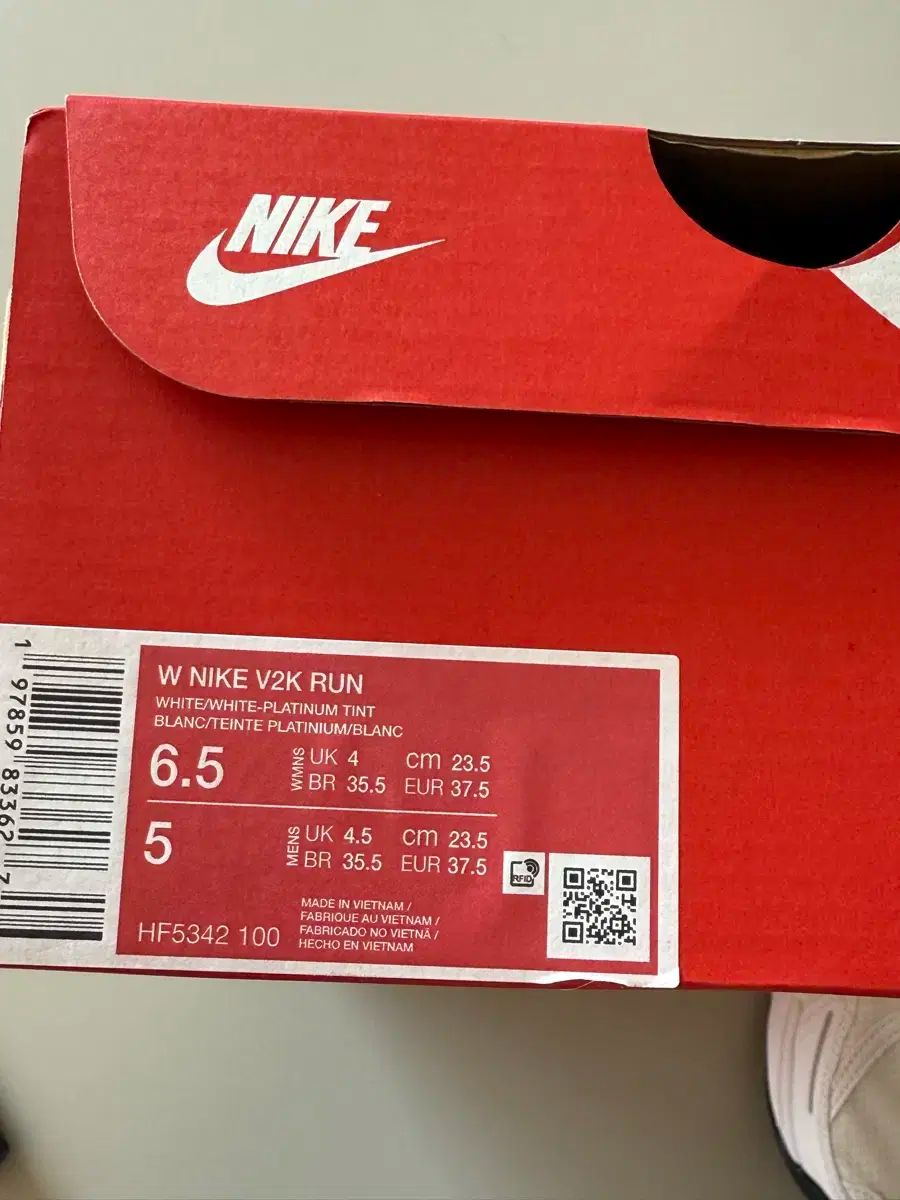 NIKE
W NIKE V2K RUN
WHITE/WHITE-PLATINUM TINT
BLANC/TEINTE PLATINIUM/BLANC
6.5
WMNS
UK 4 cm 23.5
BR 35.5 EUR 37.5
5
MENS
UK 4.5 cm 23.5
BR 35.5 EUR 37.5
RFID
MADE IN VIETNAM /
FABRIQUE AU VIETNAM /
FABRICADO NO VIETNÃ /
HECHO EN VIETNAM
HF5342 100
1 97859 83362 7